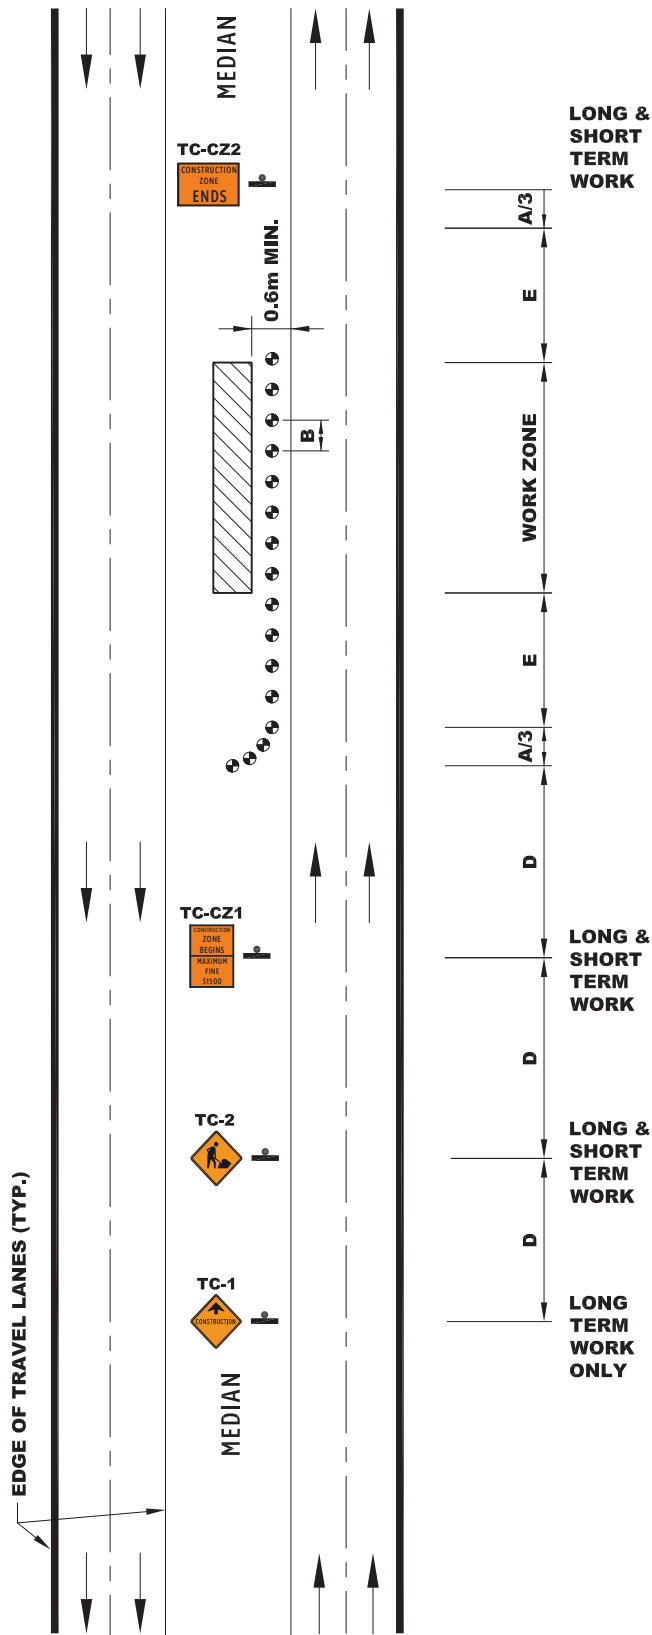 MEDIAN
LONG &
SHORT
TERM
WORK
TC-CZ2
CONSTRUCTION
ZONE
ENDS
A/3
0.6m MIN.
E
B
WORK ZONE
E
A/3
D
TC-CZ1
CONSTRUCTION
ZONE
BEGINS
MAXIMUM
FINE
$1500
LONG &
SHORT
TERM
WORK
D
TC-2
LONG &
SHORT
TERM
WORK
D
TC-1
CONSTRUCTION
LONG
TERM
WORK
ONLY
MEDIAN
EDGE OF TRAVEL LANES (TYP.)